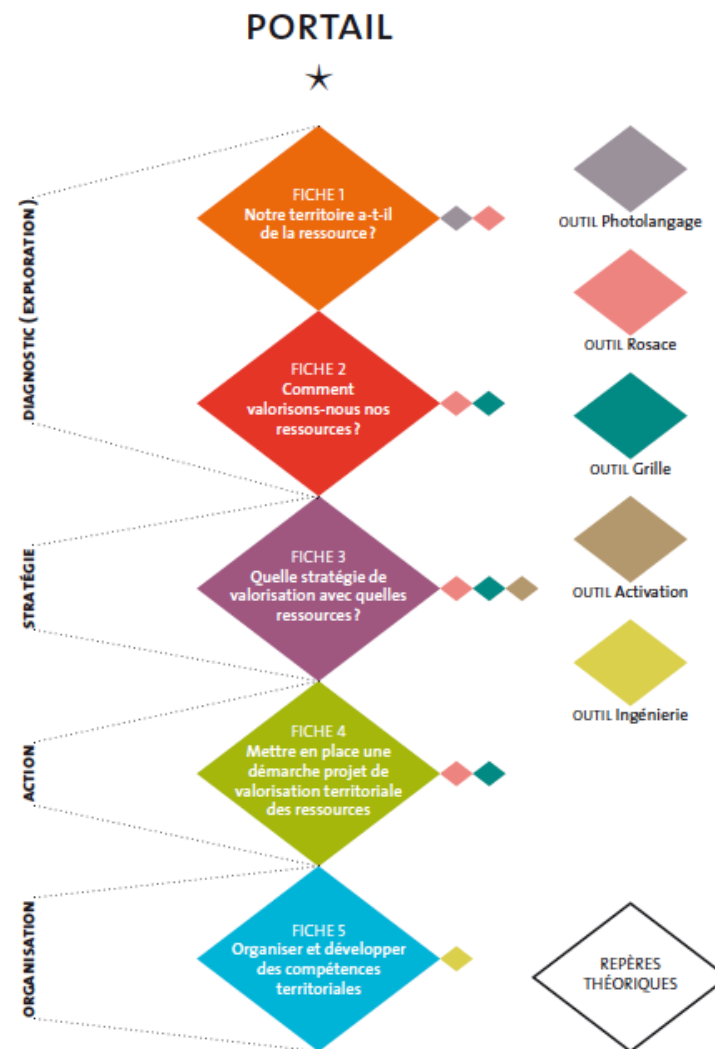 PORTAIL
DIAGNOSTIC (EXPLORATION)
FICHE 1
Notre territoire a-t-il
de la ressource ?
FICHE 2
Comment
valorisons-nous nos
ressources ?
STRATÉGIE
FICHE 3
Quelle stratégie de
valorisation avec quelles
ressources ?
ACTION
FICHE 4
Mettre en place une
démarche projet de
valorisation territoriale
des ressources
ORGANISATION
FICHE 5
Organiser et développer
des compétences
territoriales
OUTIL Photolangage
OUTIL Rosace
OUTIL Grille
OUTIL Activation
OUTIL Ingénierie
REPÈRES
THÉORIQUES